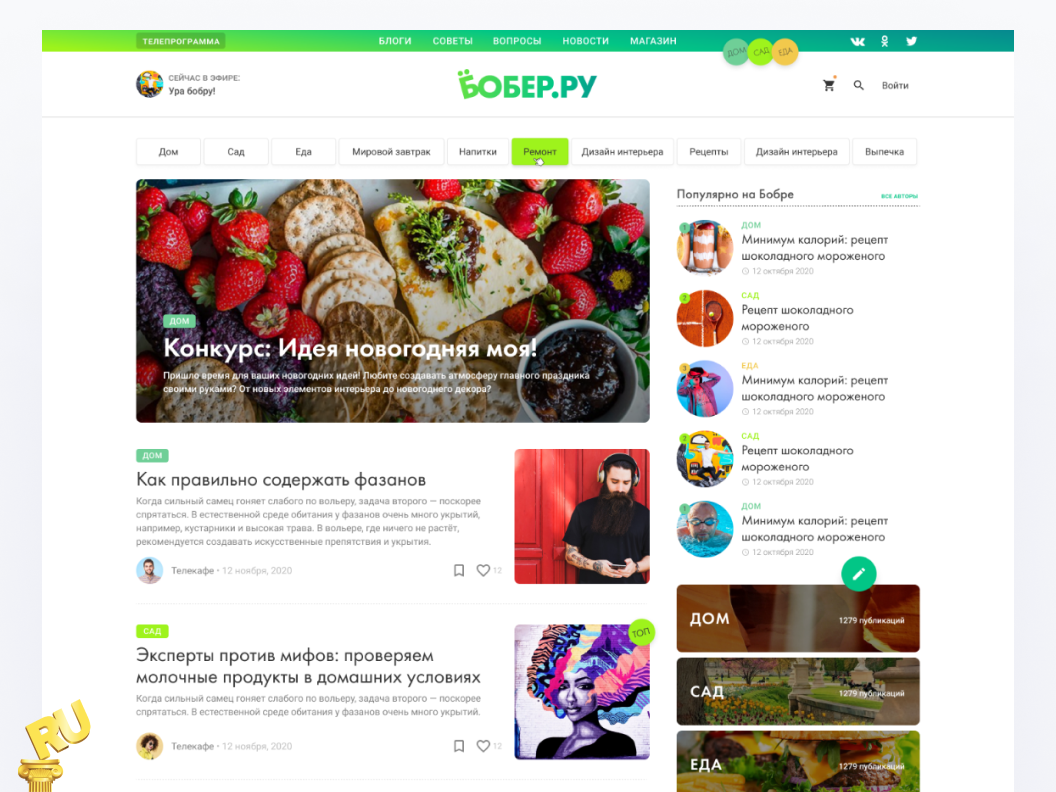 ТЕЛЕПРОГРАММА
БЛОГИ СОВЕТЫ ВОПРОСЫ НОВОСТИ МАГАЗИН
ДОМ САД ЕДА
СЕЙЧАС В ЭФИРЕ:
Ура бобру!
БОБЕР.РУ
Войти
Дом Сад Еда Мировой завтрак Напитки Ремонт Дизайн интерьера Рецепты Дизайн интерьера Выпечка
ДОМ
Конкурс: Идея новогодняя моя!
Пришло время для ваших новогодних идей! Любите создавать атмосферу главного праздника
своими руками? От новых элементов интерьера до новогоднего декора?
ДОМ
Как правильно содержать фазанов
Когда сильный самец гоняет слабого по вольеру, задача второго — поскорее
спрятаться. В естественной среде обитания у фазанов очень много укрытий,
например, кустарники и высокая трава. В вольере, где ничего не растёт,
рекомендуется создавать искусственные препятствия и укрытия.
Телекафе • 12 ноября, 2020
12
САД
Эксперты против мифов: проверяем
молочные продукты в домашних условиях
Когда сильный самец гоняет слабого по вольеру, задача второго — поскорее
спрятаться. В естественной среде обитания у фазанов очень много укрытий.
Телекафе • 12 ноября, 2020
12
ТОП
Популярно на Бобре
ВСЕ АВТОРЫ
1
ДОМ
Минимум калорий: рецепт
шоколадного мороженого
12 октября 2020
2
САД
Рецепт шоколадного
мороженого
12 октября 2020
3
ЕДА
Минимум калорий: рецепт
шоколадного мороженого
12 октября 2020
2
САД
Рецепт шоколадного
мороженого
12 октября 2020
1
ДОМ
Минимум калорий: рецепт
шоколадного мороженого
12 октября 2020
ДОМ
1279 публикаций
САД
1279 публикаций
ЕДА
1279 публикаций
RU